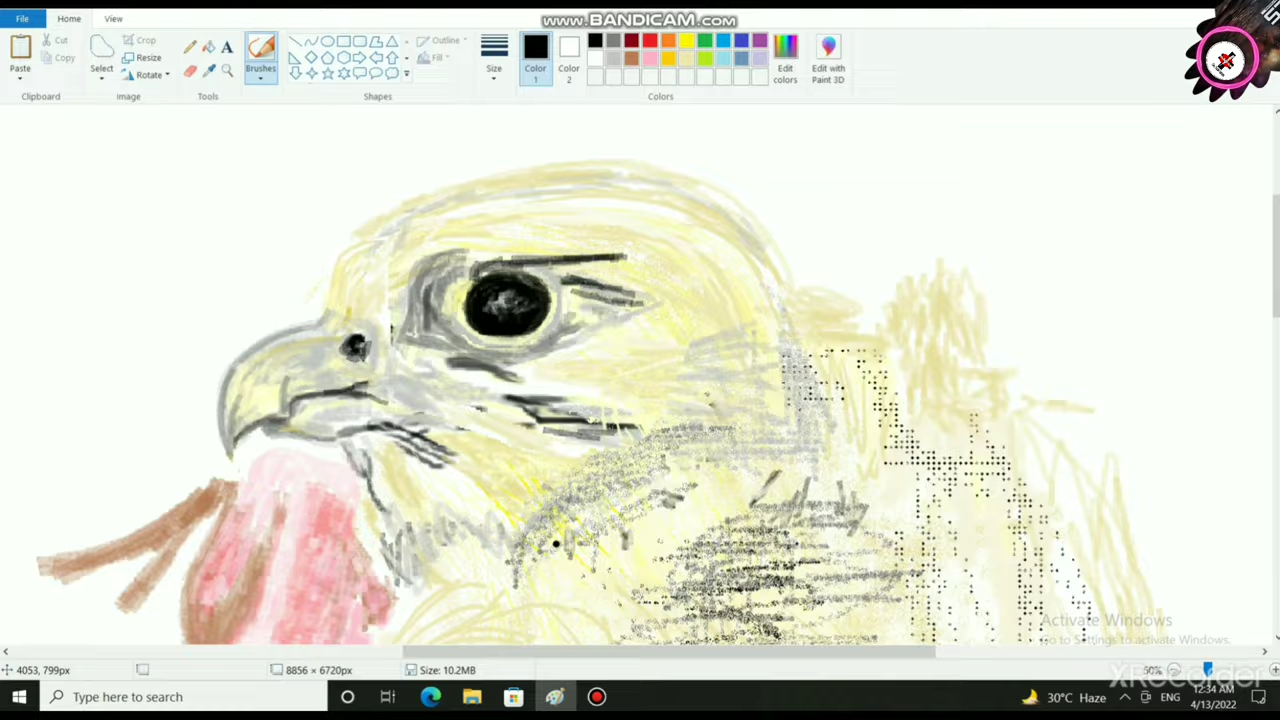 www.BANDICAM.com
File Home View
Paste
Cut
Copy
Clipboard
Select
Crop
Resize
Rotate
Image
A
Tools
Brushes
Outline
Fill
Shapes
Size
Color 1
Color 2
Edit colors
Edit with Paint 3D
Colors
Activate Windows
Go to Settings to activate Windows.
4053, 799px
8856 × 6720px
Size: 10.2MB
XRecorder
Type here to search
30°C Haze
ENG
12:34 AM
4/13/2022